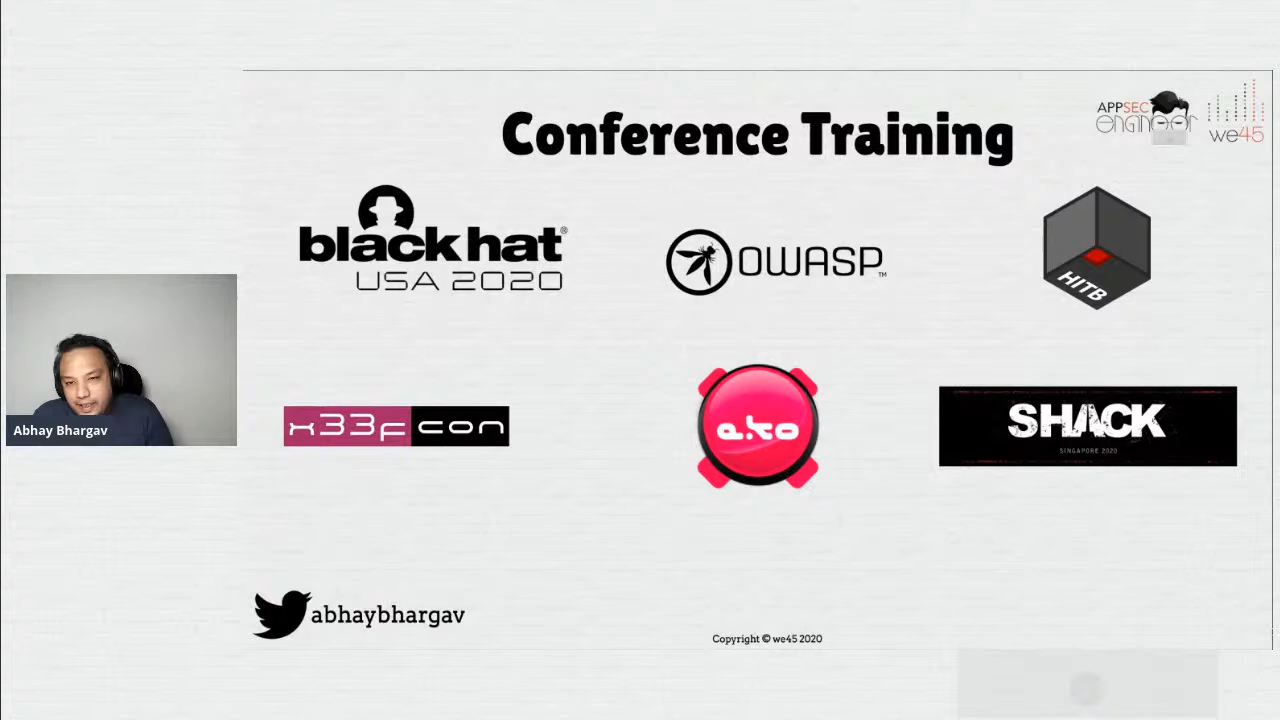 Conference Training
APPSEC
engineer
we45
blackhat®
USA 2020
OWASP™
HITB
x33fcon
eko
SHACK
SINGAPORE 2020
Abhay Bhargav
abhaybhargav
Copyright © we45 2020